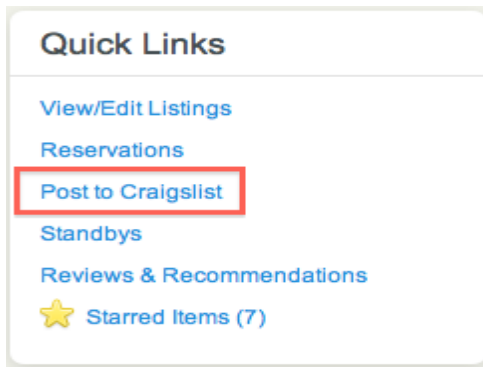 Quick Links
View/Edit Listings
Reservations
Post to Craigslist
Standbys
Reviews & Recommendations
Starred Items (7)